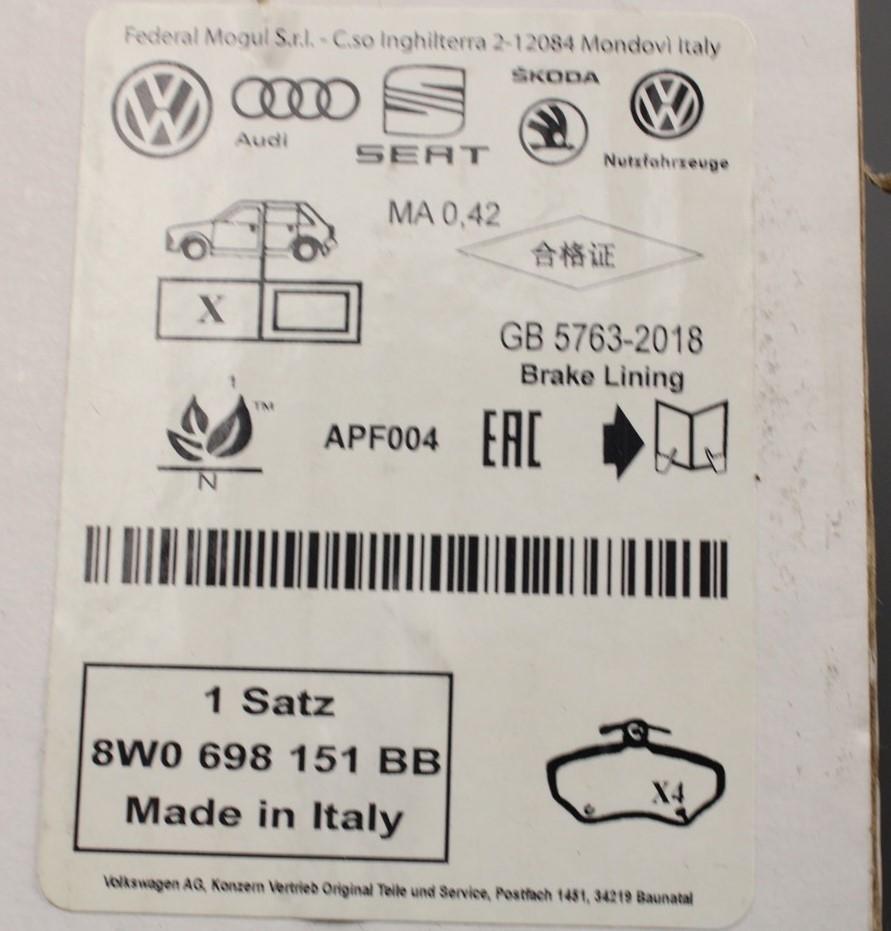 Federal Mogul S.r.l. - C.so Inghilterra 2-12084 Mondovì Italy
Audi
SEAT
ŠKODA
Nutzfahrzeuge
MA 0,42
合格证
X
GB 5763-2018
Brake Lining
1
TM
N
APF004
EAC
1 Satz
8W0 698 151 BB
Made in Italy
X4
Volkswagen AG, Konzern Vertrieb Original Teile und Service, Postfach 1451, 34219 Baunatal